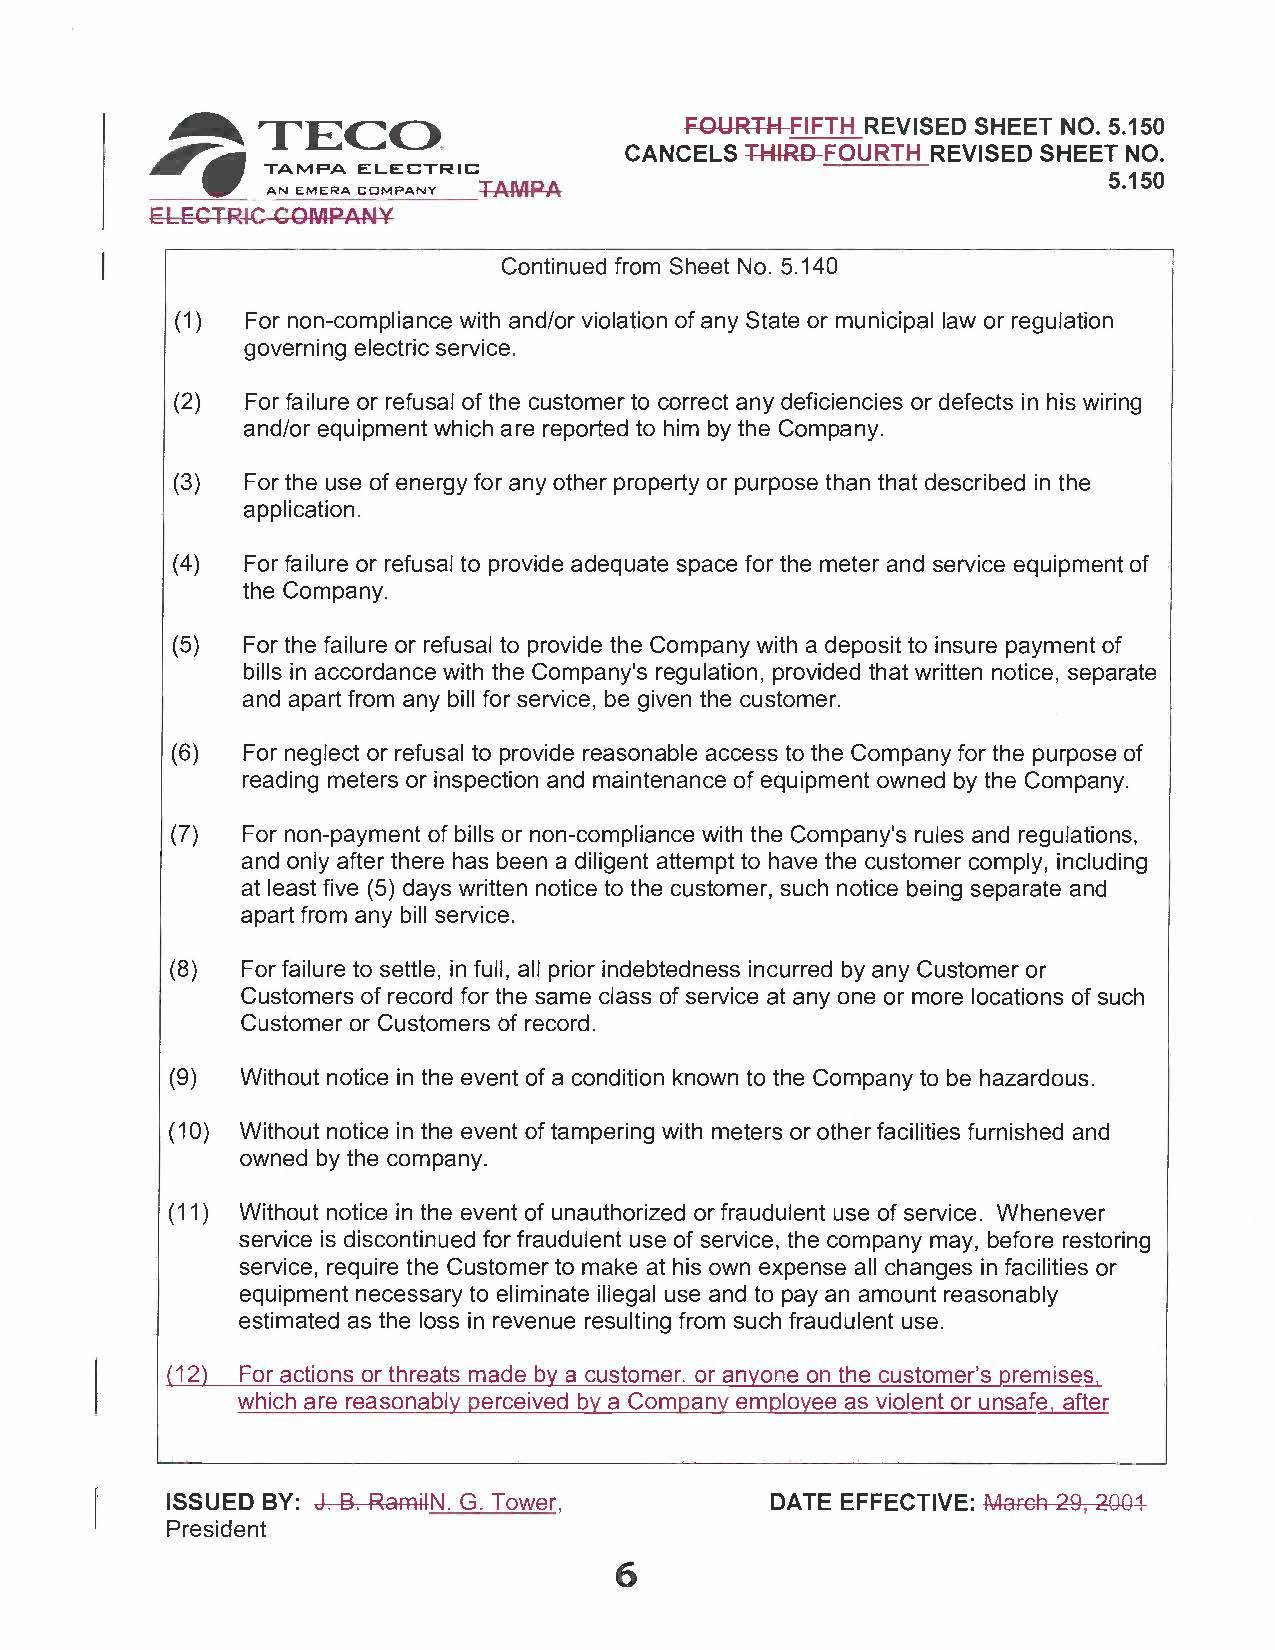 TECO
TAMPA ELECTRIC
AN EMERA COMPANY TAMPA
ELECTRIC COMPANY
FOURTH FIFTH REVISED SHEET NO. 5.150
CANCELS THIRD FOURTH REVISED SHEET NO.
5.150
Continued from Sheet No. 5.140
(1) For non-compliance with and/or violation of any State or municipal law or regulation
governing electric service.
(2) For failure or refusal of the customer to correct any deficiencies or defects in his wiring
and/or equipment which are reported to him by the Company.
(3) For the use of energy for any other property or purpose than that described in the
application.
(4) For failure or refusal to provide adequate space for the meter and service equipment of
the Company.
(5) For the failure or refusal to provide the Company with a deposit to insure payment of
bills in accordance with the Company's regulation, provided that written notice, separate
and apart from any bill for service, be given the customer.
(6) For neglect or refusal to provide reasonable access to the Company for the purpose of
reading meters or inspection and maintenance of equipment owned by the Company.
(7) For non-payment of bills or non-compliance with the Company's rules and regulations,
and only after there has been a diligent attempt to have the customer comply, including
at least five (5) days written notice to the customer, such notice being separate and
apart from any bill service.
(8) For failure to settle, in full, all prior indebtedness incurred by any Customer or
Customers of record for the same class of service at any one or more locations of such
Customer or Customers of record.
(9) Without notice in the event of a condition known to the Company to be hazardous.
(10) Without notice in the event of tampering with meters or other facilities furnished and
owned by the company.
(11) Without notice in the event of unauthorized or fraudulent use of service. Whenever
service is discontinued for fraudulent use of service, the company may, before restoring
service, require the Customer to make at his own expense all changes in facilities or
equipment necessary to eliminate illegal use and to pay an amount reasonably
estimated as the loss in revenue resulting from such fraudulent use.
(12) For actions or threats made by a customer. or anyone on the customer's premises,
which are reasonably perceived by a Company employee as violent or unsafe, after
ISSUED BY: J. B. RamilN. G. Tower,
President
DATE EFFECTIVE: March 29, 2001
6